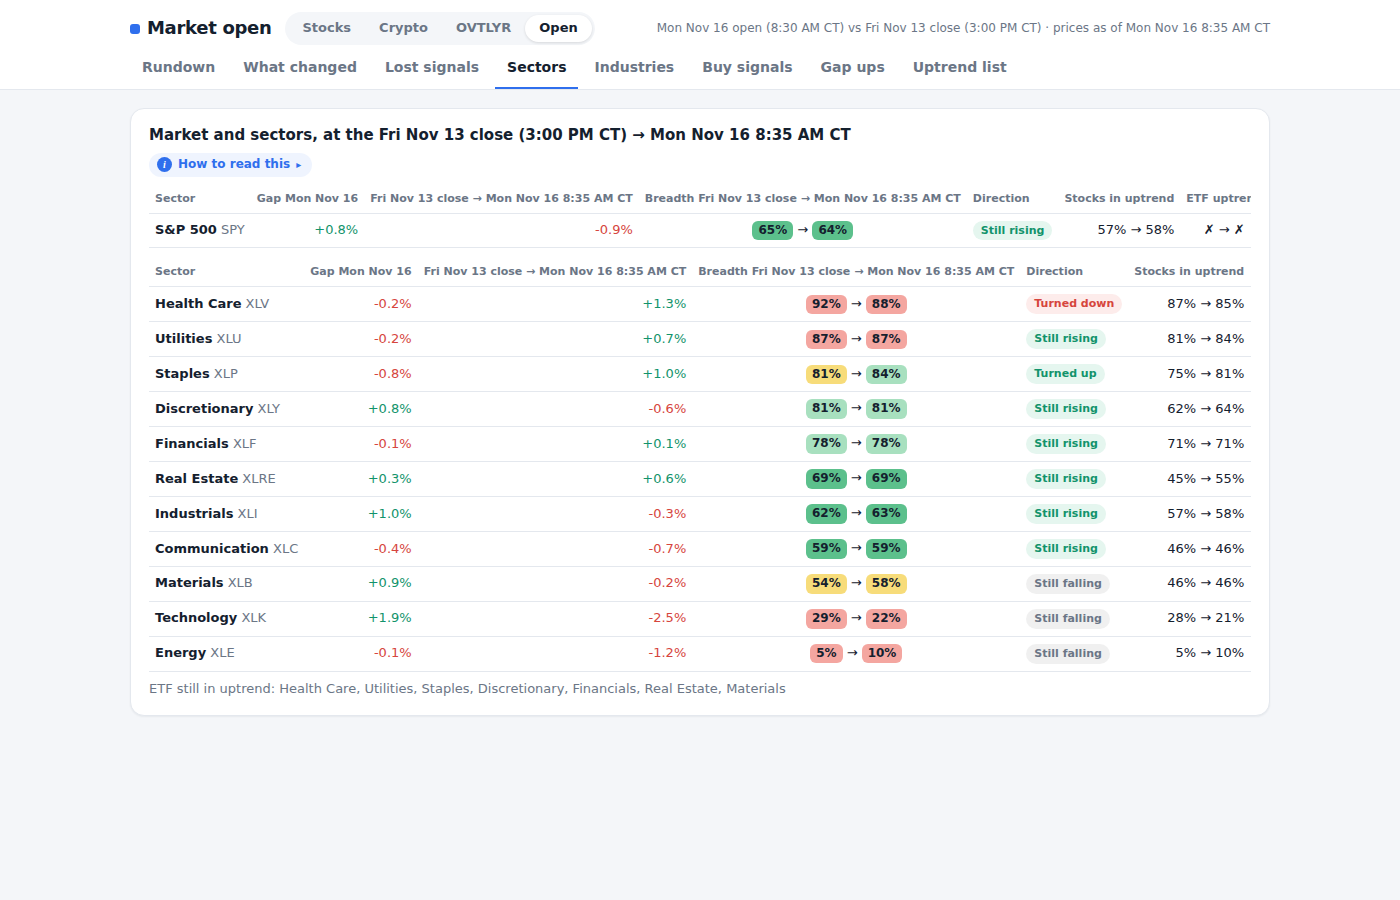 Market open
Stocks Crypto OVTLYR Open
Mon Nov 16 open (8:30 AM CT) vs Fri Nov 13 close (3:00 PM CT) · prices as of Mon Nov 16 8:35 AM CT
Rundown What changed Lost signals Sectors Industries Buy signals Gap ups Uptrend list
Market and sectors, at the Fri Nov 13 close (3:00 PM CT) → Mon Nov 16 8:35 AM CT
i How to read this ▸
Sector Gap Mon Nov 16 Fri Nov 13 close → Mon Nov 16 8:35 AM CT Breadth Fri Nov 13 close → Mon Nov 16 8:35 AM CT Direction Stocks in uptrend ETF
S&P 500 SPY +0.8% -0.9% 65% → 64% Still rising 57% → 58% ✗ → ✗
Sector Gap Mon Nov 16 Fri Nov 13 close → Mon Nov 16 8:35 AM CT Breadth Fri Nov 13 close → Mon Nov 16 8:35 AM CT Direction Stocks in uptrend
Health Care XLV -0.2% +1.3% 92% → 88% Turned down 87% → 85%
Utilities XLU -0.2% +0.7% 87% → 87% Still rising 81% → 84%
Staples XLP -0.8% +1.0% 81% → 84% Turned up 75% → 81%
Discretionary XLY +0.8% -0.6% 81% → 81% Still rising 62% → 64%
Financials XLF -0.1% +0.1% 78% → 78% Still rising 71% → 71%
Real Estate XLRE +0.3% +0.6% 69% → 69% Still rising 45% → 55%
Industrials XLI +1.0% -0.3% 62% → 63% Still rising 57% → 58%
Communication XLC -0.4% -0.7% 59% → 59% Still rising 46% → 46%
Materials XLB +0.9% -0.2% 54% → 58% Still falling 46% → 46%
Technology XLK +1.9% -2.5% 29% → 22% Still falling 28% → 21%
Energy XLE -0.1% -1.2% 5% → 10% Still falling 5% → 10%
ETF still in uptrend: Health Care, Utilities, Staples, Discretionary, Financials, Real Estate, Materials